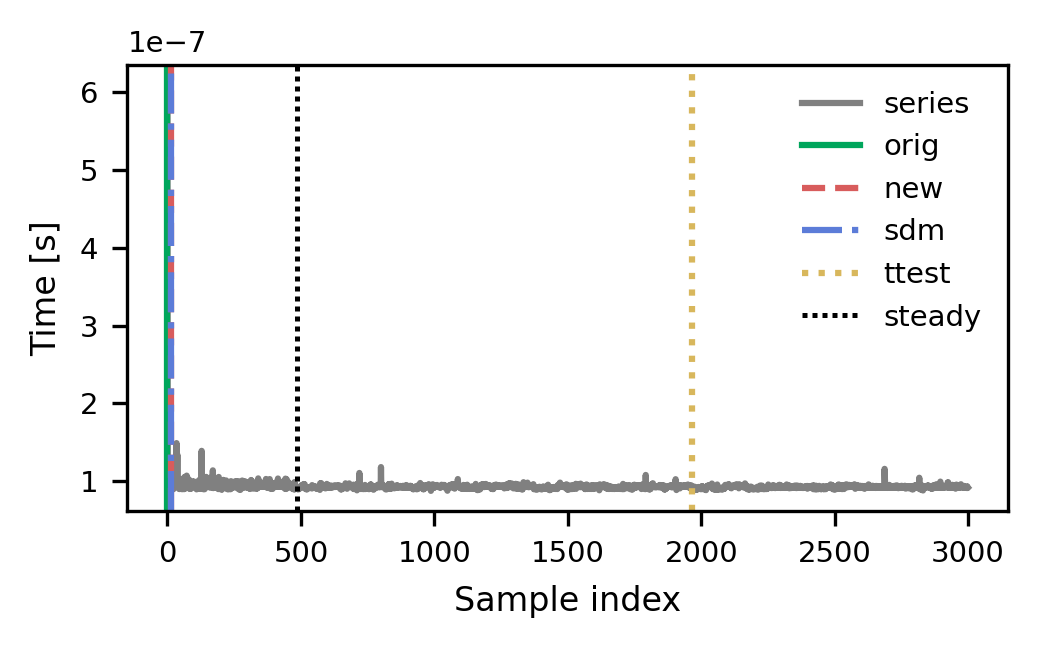 1e−7
Time [s]
6
5
4
3
2
1
series
orig
new
sdm
ttest
steady
0 500 1000 1500 2000 2500 3000
Sample index